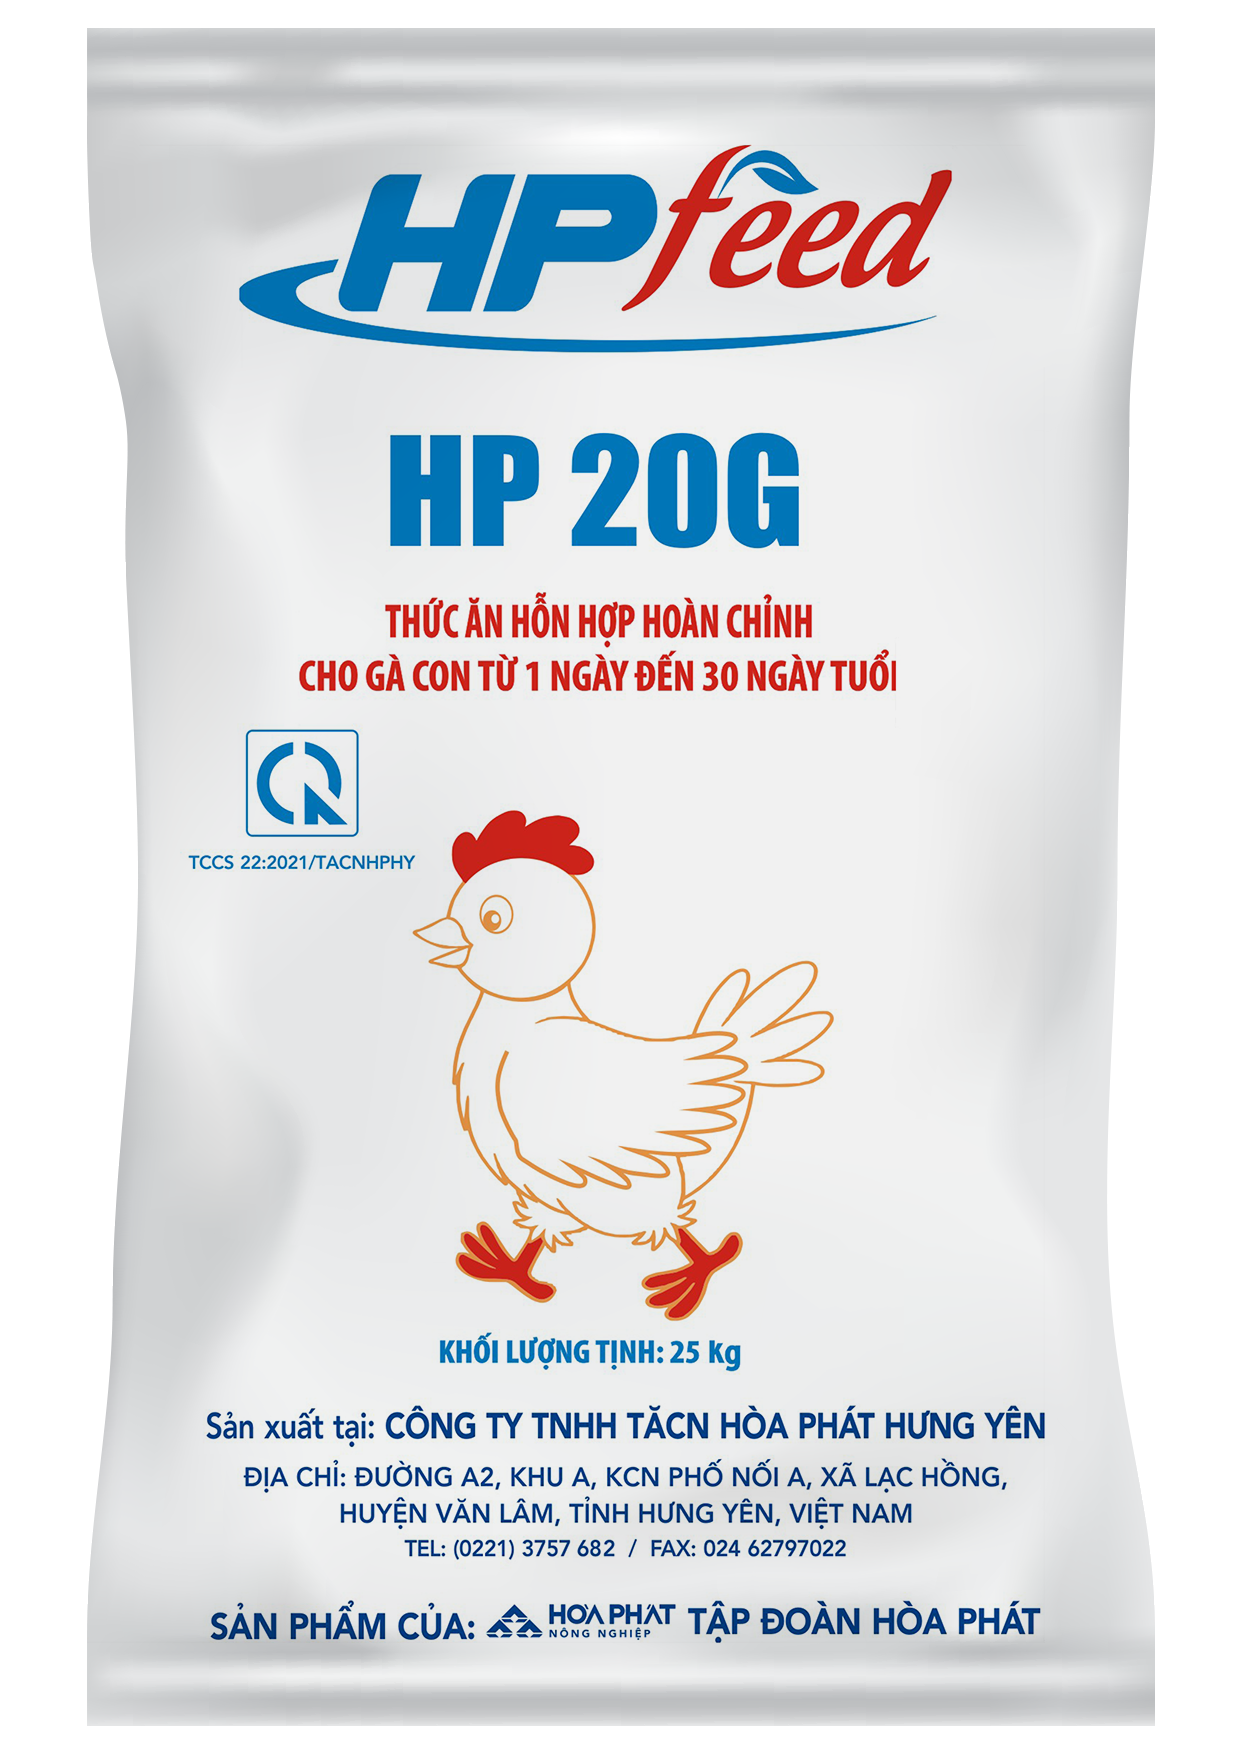 HPfeed
HP 20G
THỨC ĂN HỖN HỢP HOÀN CHỈNH
CHO GÀ CON TỪ 1 NGÀY ĐẾN 30 NGÀY TUỔI
TCCS 22:2021/TACNHPHY
KHỐI LƯỢNG TỊNH: 25 kg
Sản xuất tại: CÔNG TY TNHH TĂCN HÒA PHÁT HƯNG YÊN
ĐỊA CHỈ: ĐƯỜNG A2, KHU A, KCN PHỐ NỐI A, XÃ LẠC HỒNG,
HUYỆN VĂN LÂM, TỈNH HƯNG YÊN, VIỆT NAM
TEL: (0221) 3757 682 / FAX: 024 62797022
SẢN PHẨM CỦA: HÒA PHÁT NÔNG NGHIỆP TẬP ĐOÀN HÒA PHÁT